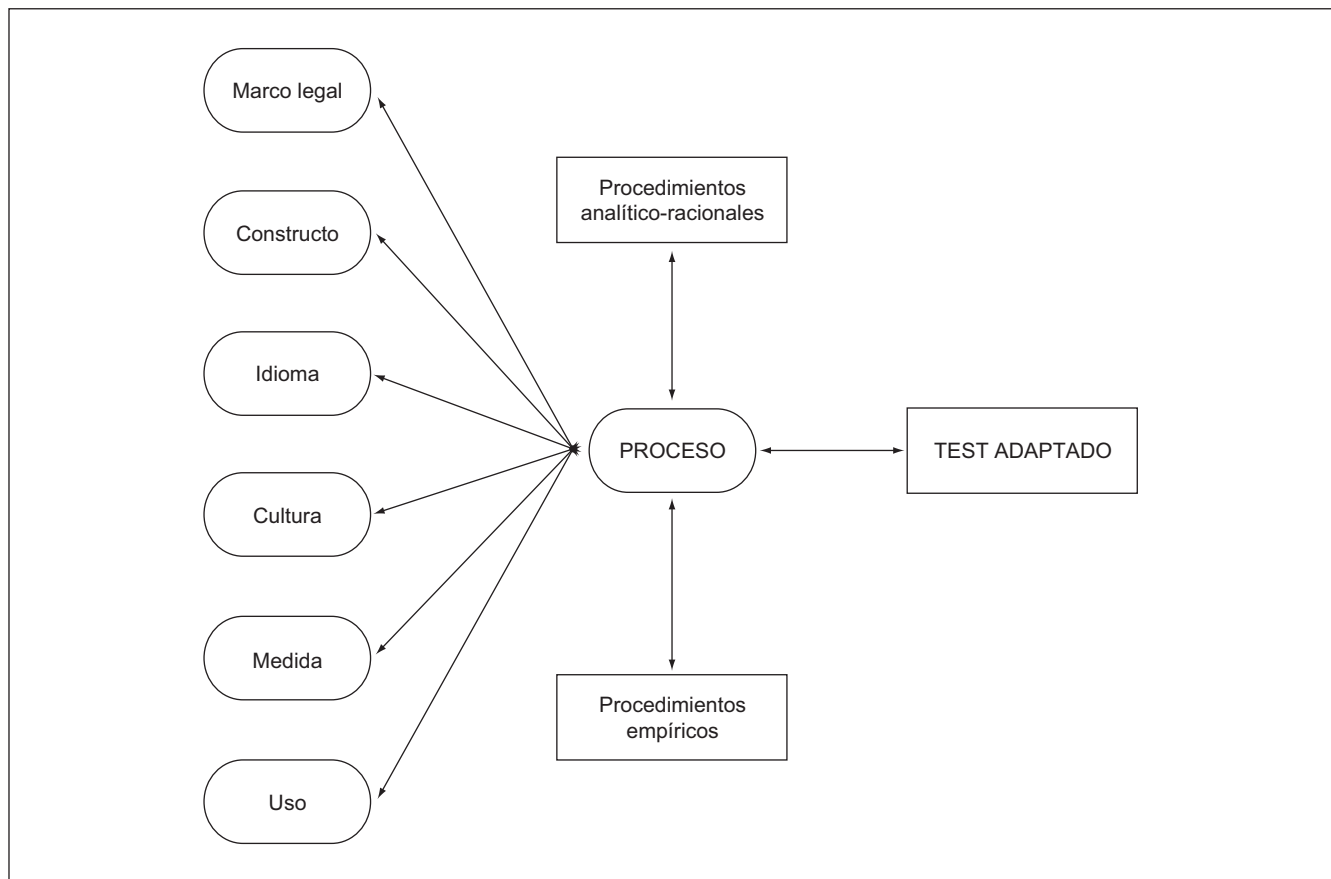 Marco legal
Constructo
Idioma
Cultura
Medida
Uso
Procedimientos
analítico-racionales
PROCESO
Procedimientos
empíricos
TEST ADAPTADO